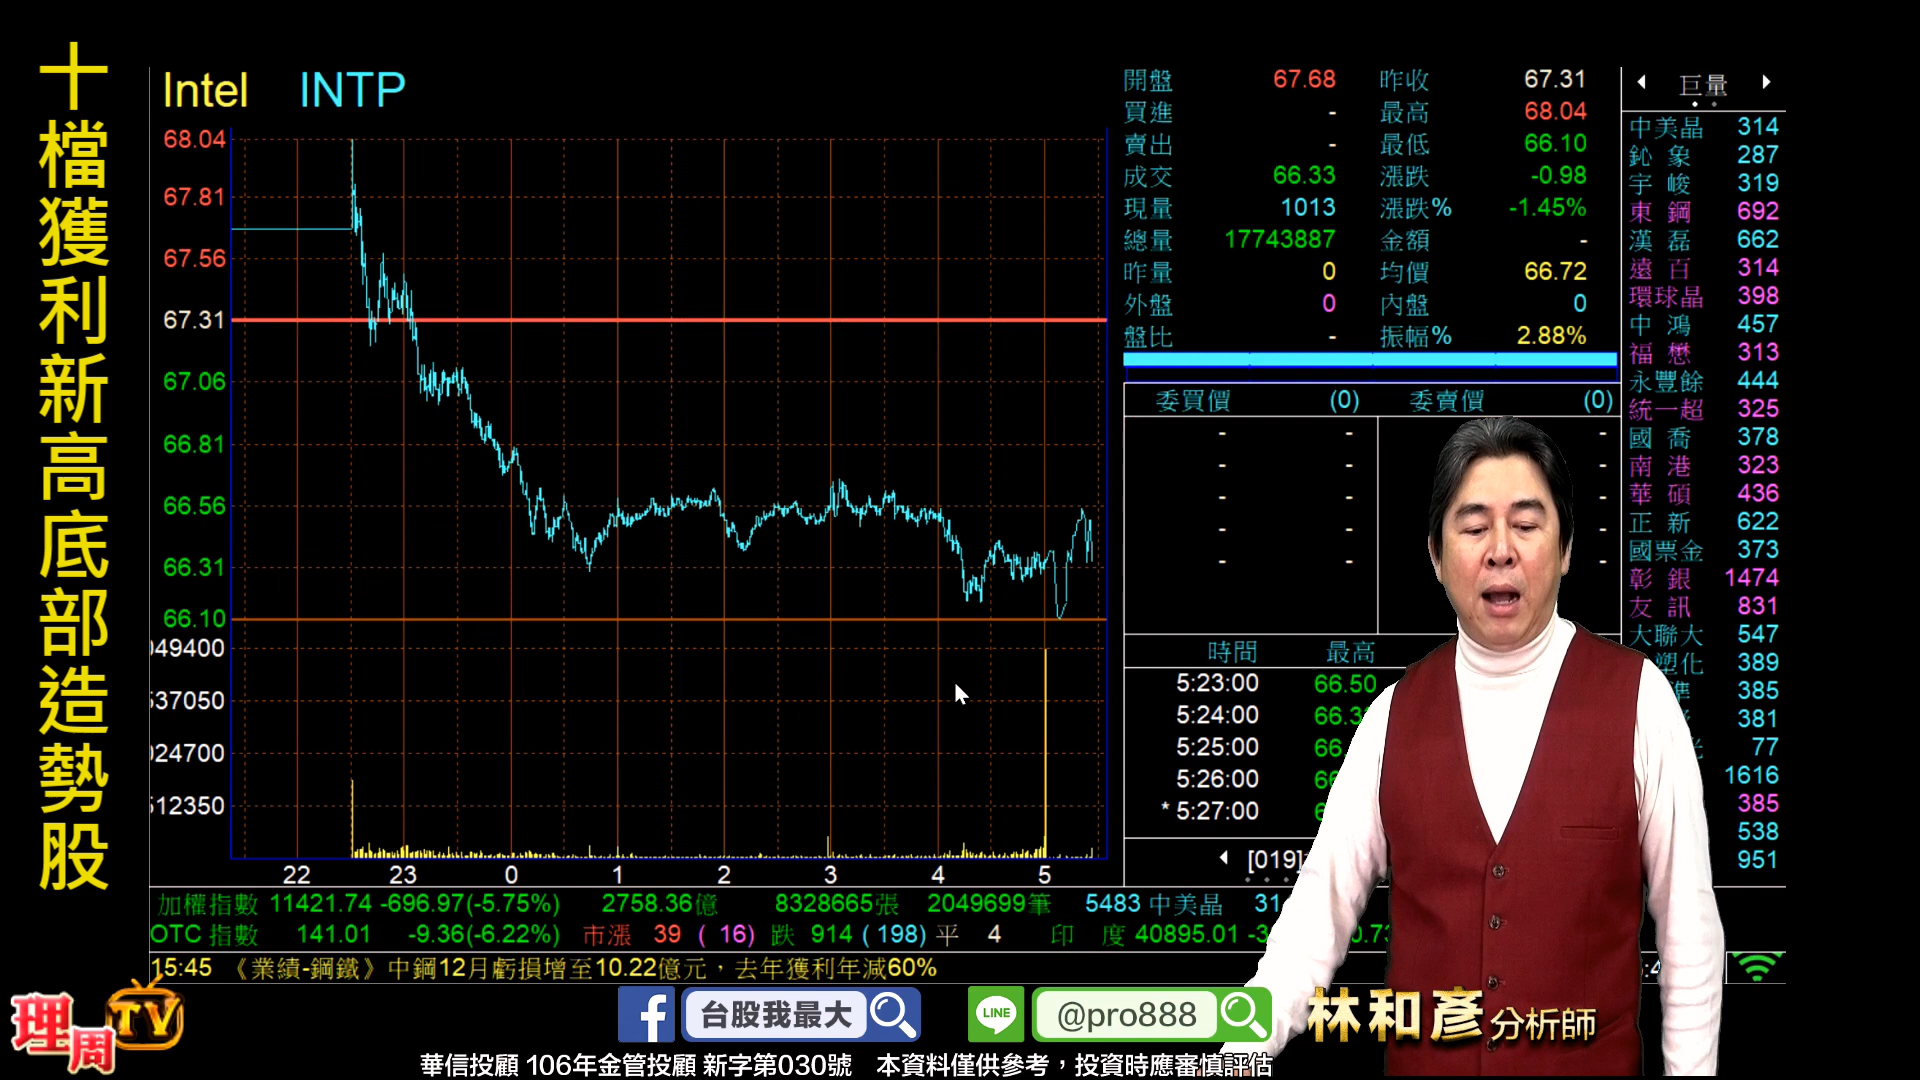 十檔獲利新高底部造勢股
Intel INTP
68.04
67.81
67.56
67.31
67.06
66.81
66.56
66.31
66.10
49400
37050
24700
12350
22 23 0 1 2 3 4 5
開盤 67.68 昨收 67.31
買進 - 最高 68.04
賣出 - 最低 66.10
成交 66.33 漲跌 -0.98
現量 1013 漲跌% -1.45%
總量 17743887 金額 -
昨量 0 均價 66.72
外盤 0 內盤 0
盤比 - 振幅% 2.88%
委買價 (0) 委賣價 (0)
- - -
- - -
- - -
- - -
- - -
時間 最高
5:23:00 66.50
5:24:00 66.3
5:25:00 66.
5:26:00 66
* 5:27:00 6
[019]
巨量
中美晶 314
鈊象 287
宇峻 319
東鋼 692
漢磊 662
遠百 314
環球晶 398
中鴻 457
福懋 313
永豐餘 444
統一超 325
國喬 378
南港 323
華碩 436
正新 622
國票金 373
彰銀 1474
友訊 831
大聯大 547
塑化 389
準 385
381
77
1616
385
538
951
加權指數 11421.74 -696.97(-5.75%) 2758.36億 8328665張 2049699筆 5483 中美晶 31
OTC 指數 141.01 -9.36(-6.22%) 市漲 39 ( 16) 跌 914 (198) 平 4 印度 40895.01 -3
15:45 《業績-鋼鐵》中鋼12月虧損增至10.22億元，去年獲利年減60%
理周TV
台股我最大
LINE
@pro888
林和彥 分析師
華信投顧 106年金管投顧 新字第030號 本資料僅供參考，投資時應審慎評估